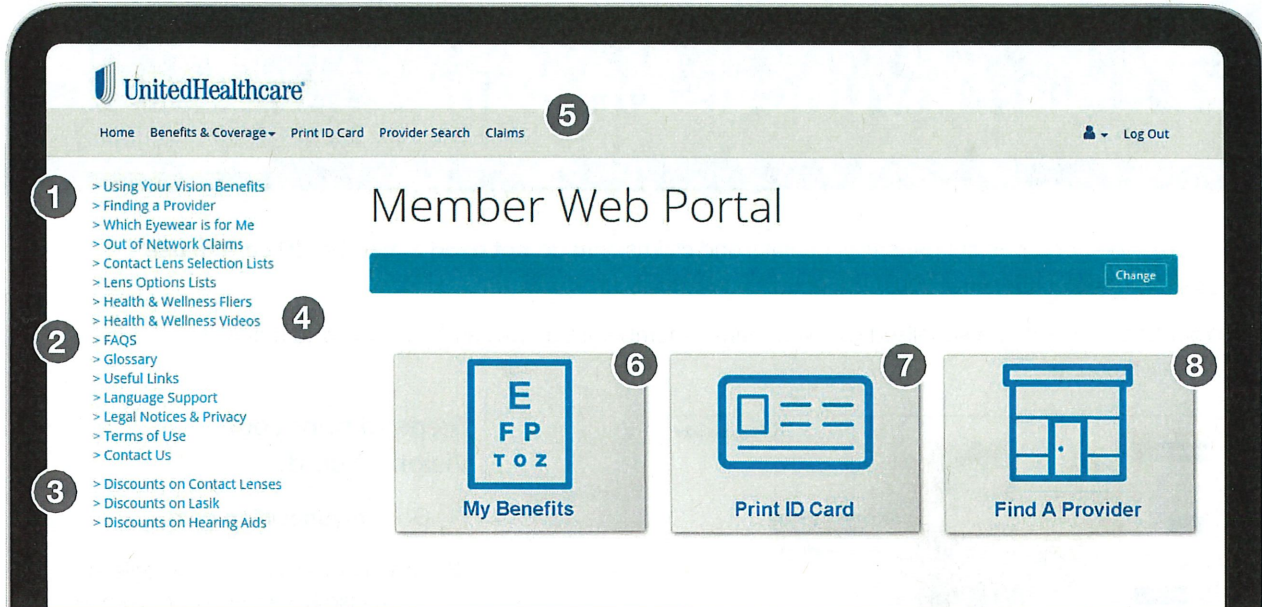 UnitedHealthcare®
5
Home Benefits & Coverage Print ID Card Provider Search Claims Log Out
1
> Using Your Vision Benefits
> Finding a Provider
> Which Eyewear is for Me
> Out of Network Claims
> Contact Lens Selection Lists
> Lens Options Lists
> Health & Wellness Fliers
> Health & Wellness Videos
4
2
> FAQS
> Glossary
> Useful Links
> Language Support
> Legal Notices & Privacy
> Terms of Use
> Contact Us
3
> Discounts on Contact Lenses
> Discounts on Lasik
> Discounts on Hearing Aids
Member Web Portal
Change
6
E
F P
T O Z
My Benefits
7
Print ID Card
8
Find A Provider